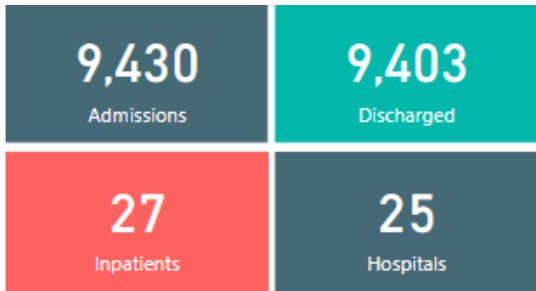 9,430
Admissions
9,403
Discharged
27
Inpatients
25
Hospitals